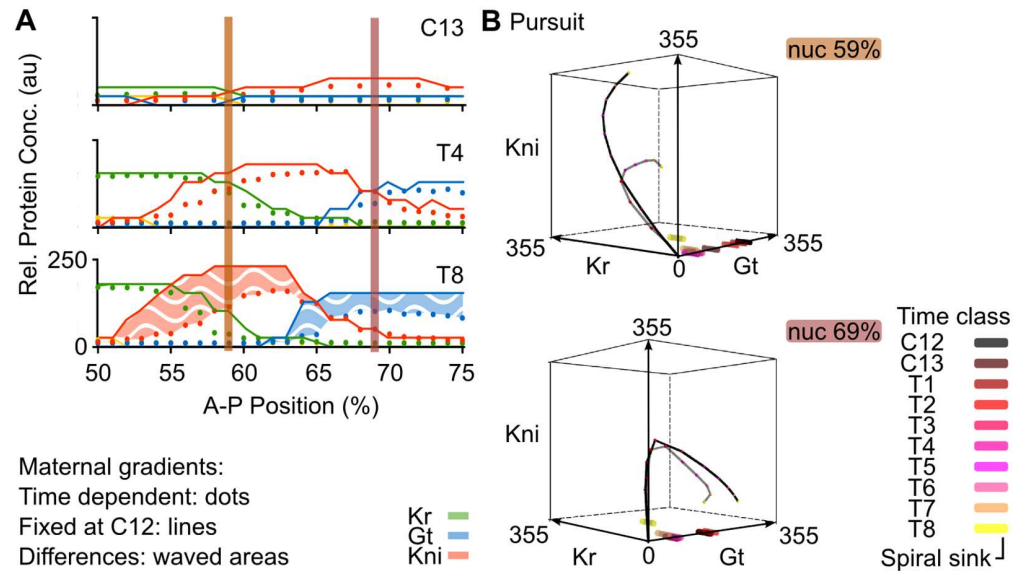 A
C13
Rel. Protein Conc. (au)
T4
250
T8
0
50
55
60
65
70
75
A-P Position (%)
Maternal gradients:
Time dependent: dots
Fixed at C12: lines
Differences: waved areas
Kr
Gt
Kni
B Pursuit
nuc 59%
355
Kni
355
Kr
0
Gt
355
nuc 69%
355
Kni
355
Kr
0
Gt
355
Time class
C12
C13
T1
T2
T3
T4
T5
T6
T7
T8
Spiral sink